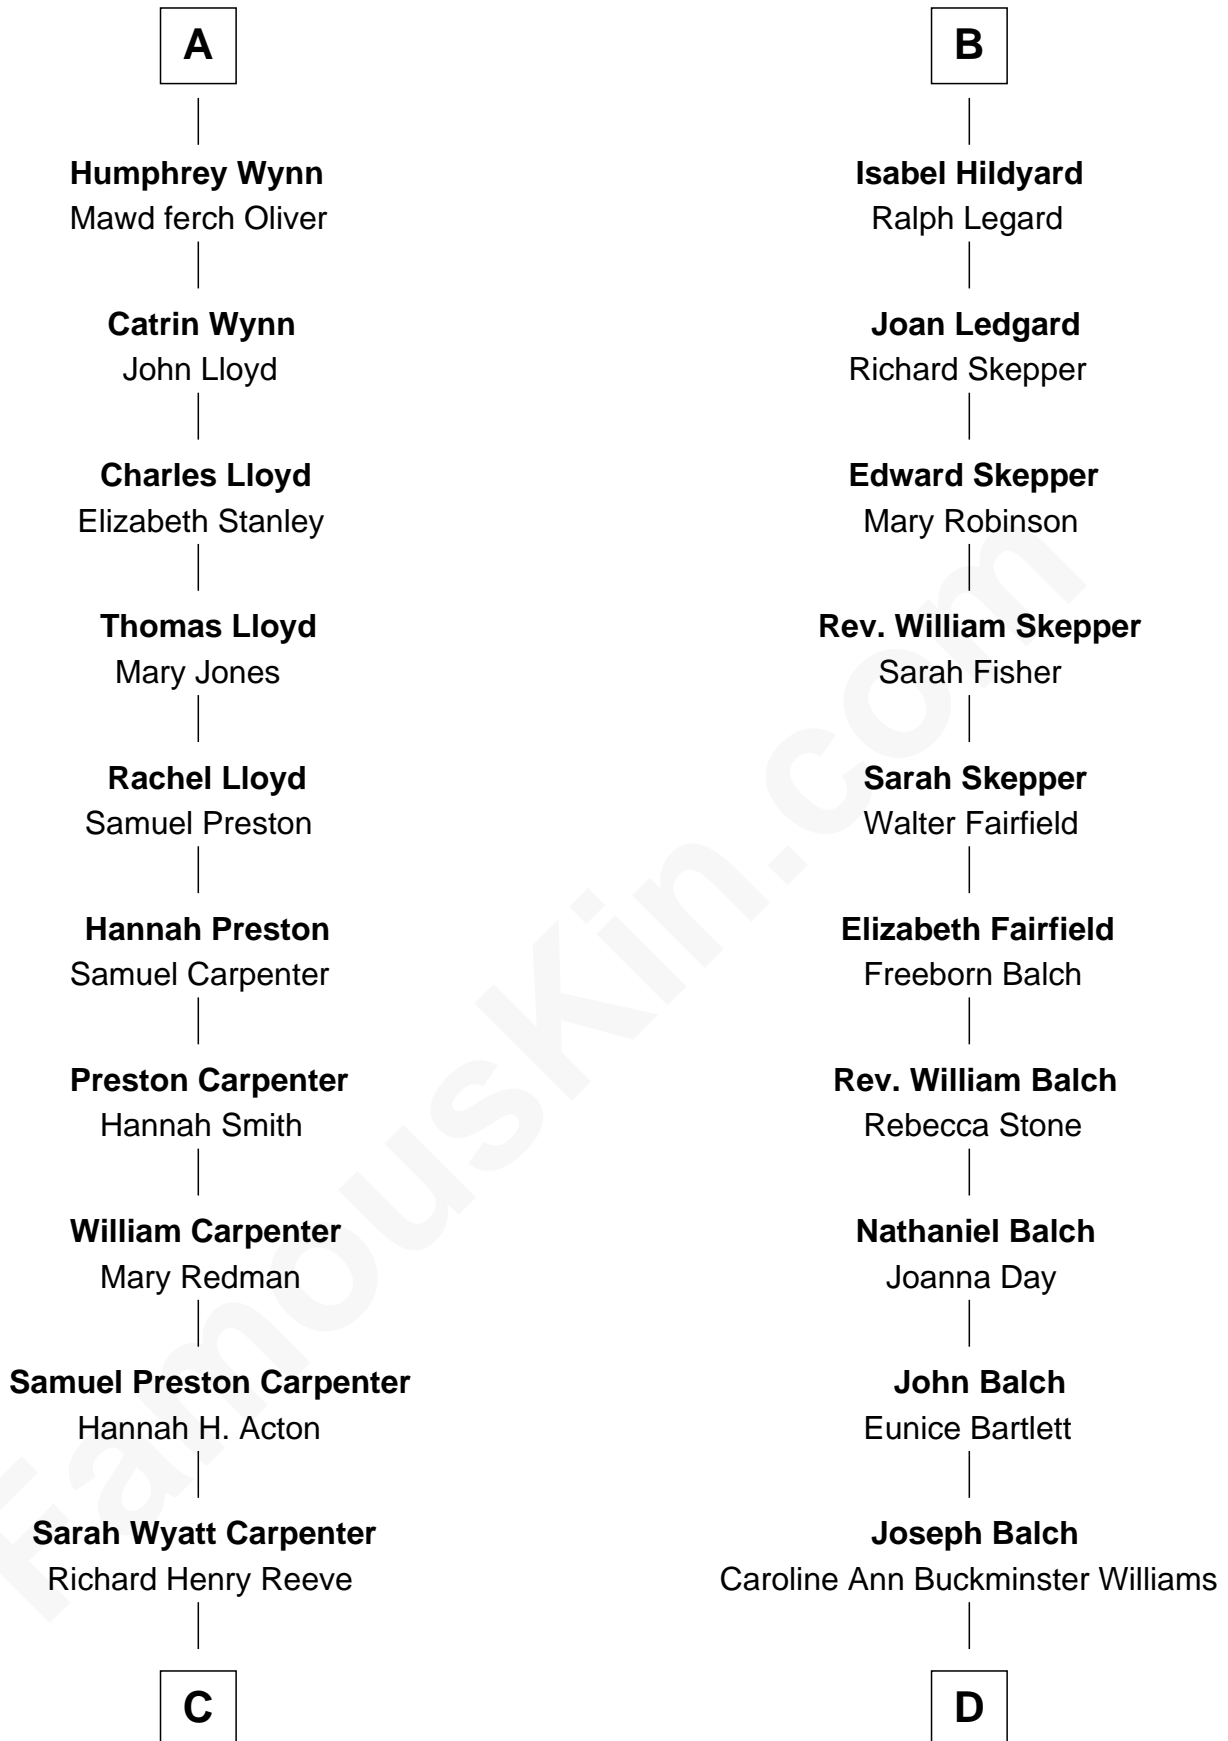 A
Humphrey Wynn
Mawd ferch Oliver
Catrin Wynn
John Lloyd
Charles Lloyd
Elizabeth Stanley
Thomas Lloyd
Mary Jones
Rachel Lloyd
Samuel Preston
Hannah Preston
Samuel Carpenter
Preston Carpenter
Hannah Smith
William Carpenter
Mary Redman
Samuel Preston Carpenter
Hannah H. Acton
Sarah Wyatt Carpenter
Richard Henry Reeve
C
B
Isabel Hildyard
Ralph Legard
Joan Ledgard
Richard Skepper
Edward Skepper
Mary Robinson
Rev. William Skepper
Sarah Fisher
Sarah Skepper
Walter Fairfield
Elizabeth Fairfield
Freeborn Balch
Rev. William Balch
Rebecca Stone
Nathaniel Balch
Joanna Day
John Balch
Eunice Bartlett
Joseph Balch
Caroline Ann Buckminster Williams
D
FamousKin.com